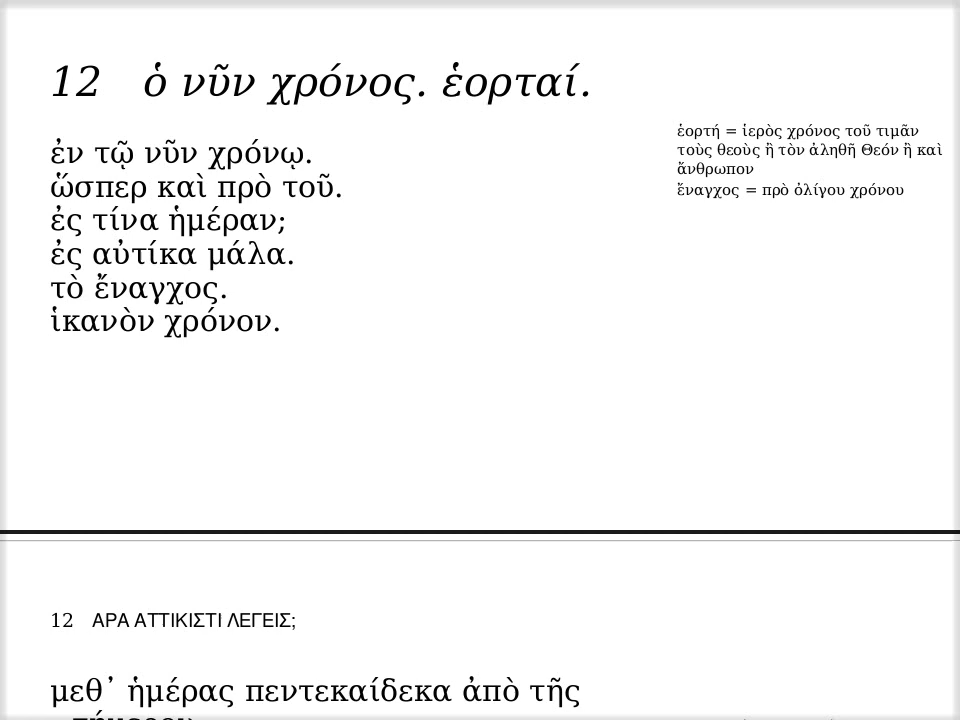 12 ὁ νῦν χρόνος. ἑορταί.
ἐν τῷ νῦν χρόνῳ.
ὥσπερ καὶ πρὸ τοῦ.
ἐς τίνα ἡμέραν;
ἐς αὐτίκα μάλα.
τὸ ἔναγχος.
ἱκανὸν χρόνον.
ἑορτή = ἱερὸς χρόνος τοῦ τιμᾶν
τοὺς θεοὺς ἢ τὸν ἀληθῆ Θεόν ἢ καὶ
ἄνθρωπον
ἔναγχος = πρὸ ὀλίγου χρόνου
12 ΑΡΑ ΑΤΤΙΚΙΣΤΙ ΛΕΓΕΙΣ;
μεθ᾽ ἡμέρας πεντεκαίδεκα ἀπὸ τῆς